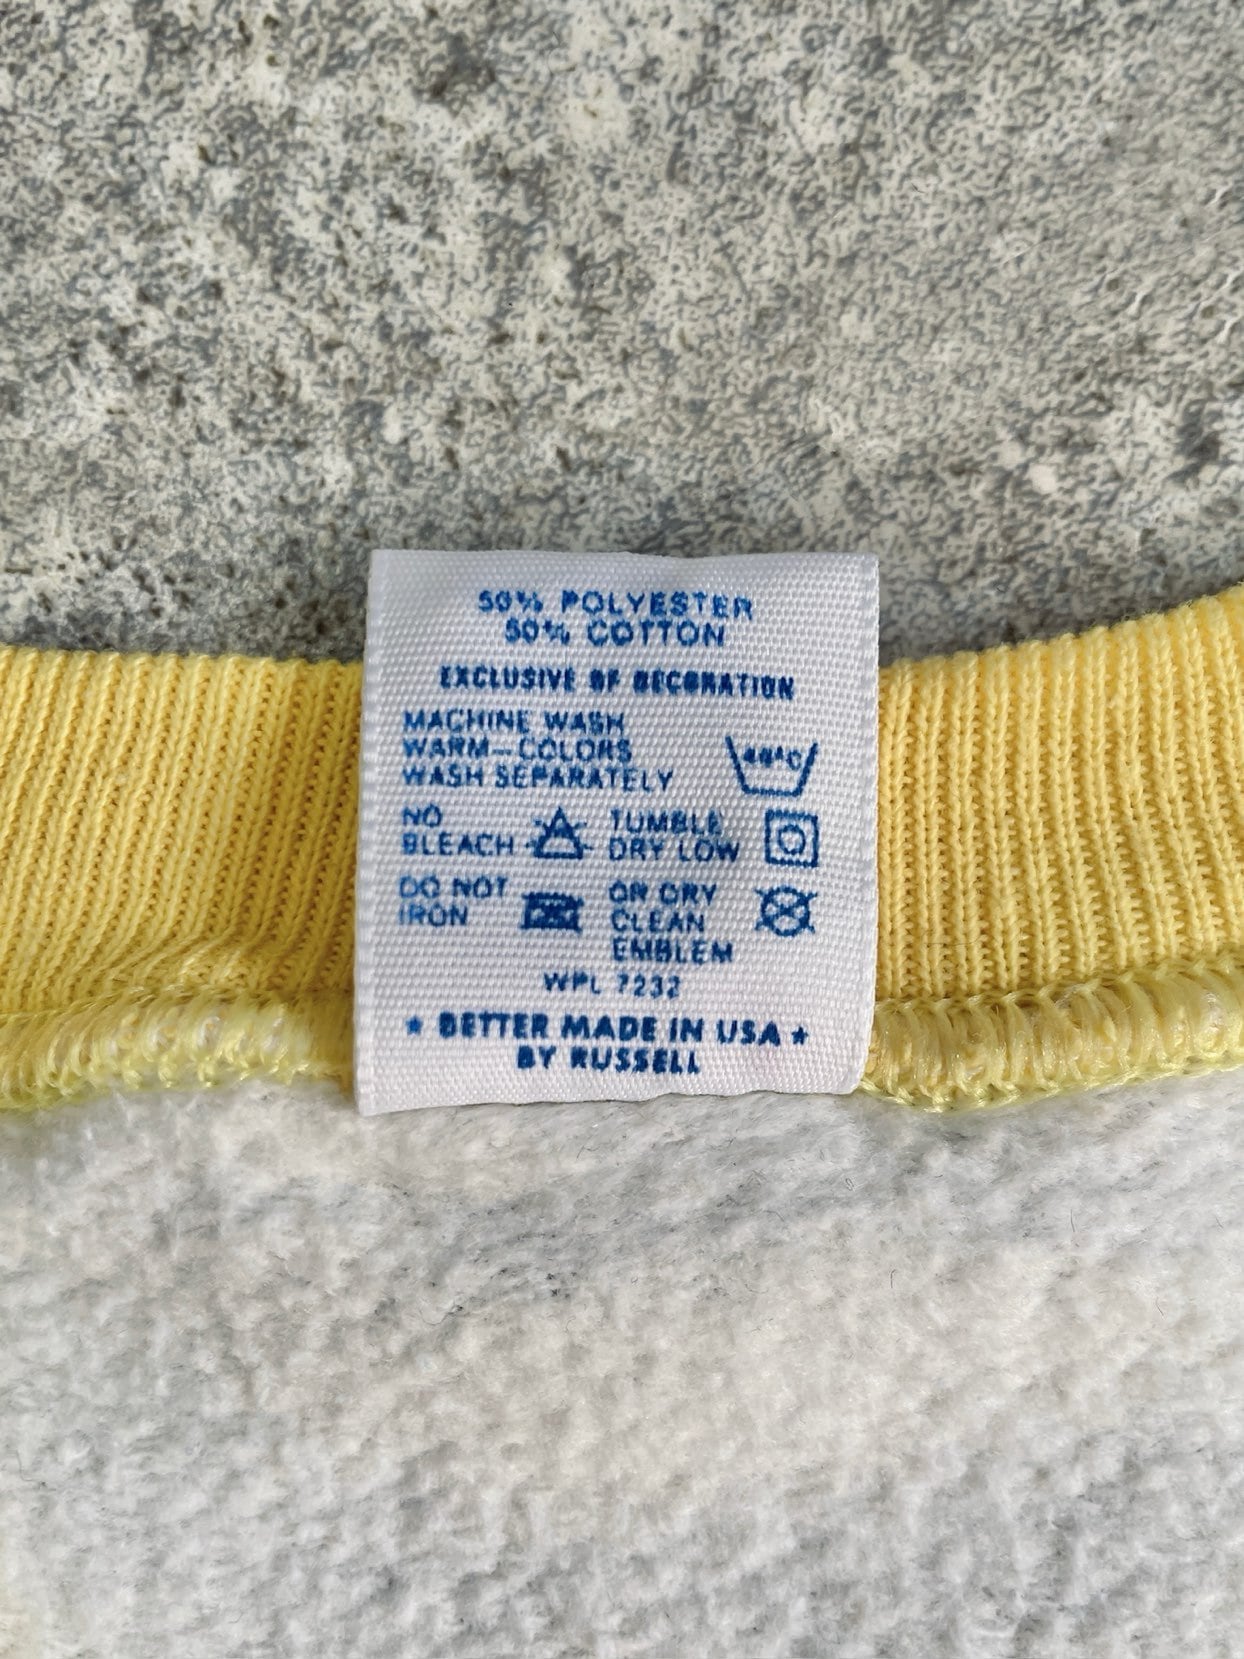 50% POLYESTER
50% COTTON
EXCLUSIVE OF DECORATION
MACHINE WASH
WARM—COLORS
WASH SEPARATELY
40°C
NO
BLEACH
TUMBLE
DRY LOW
DO NOT
IRON
OR DRY
CLEAN
EMBLEM
WPL 7232
★ BETTER MADE IN USA ★
BY RUSSELL